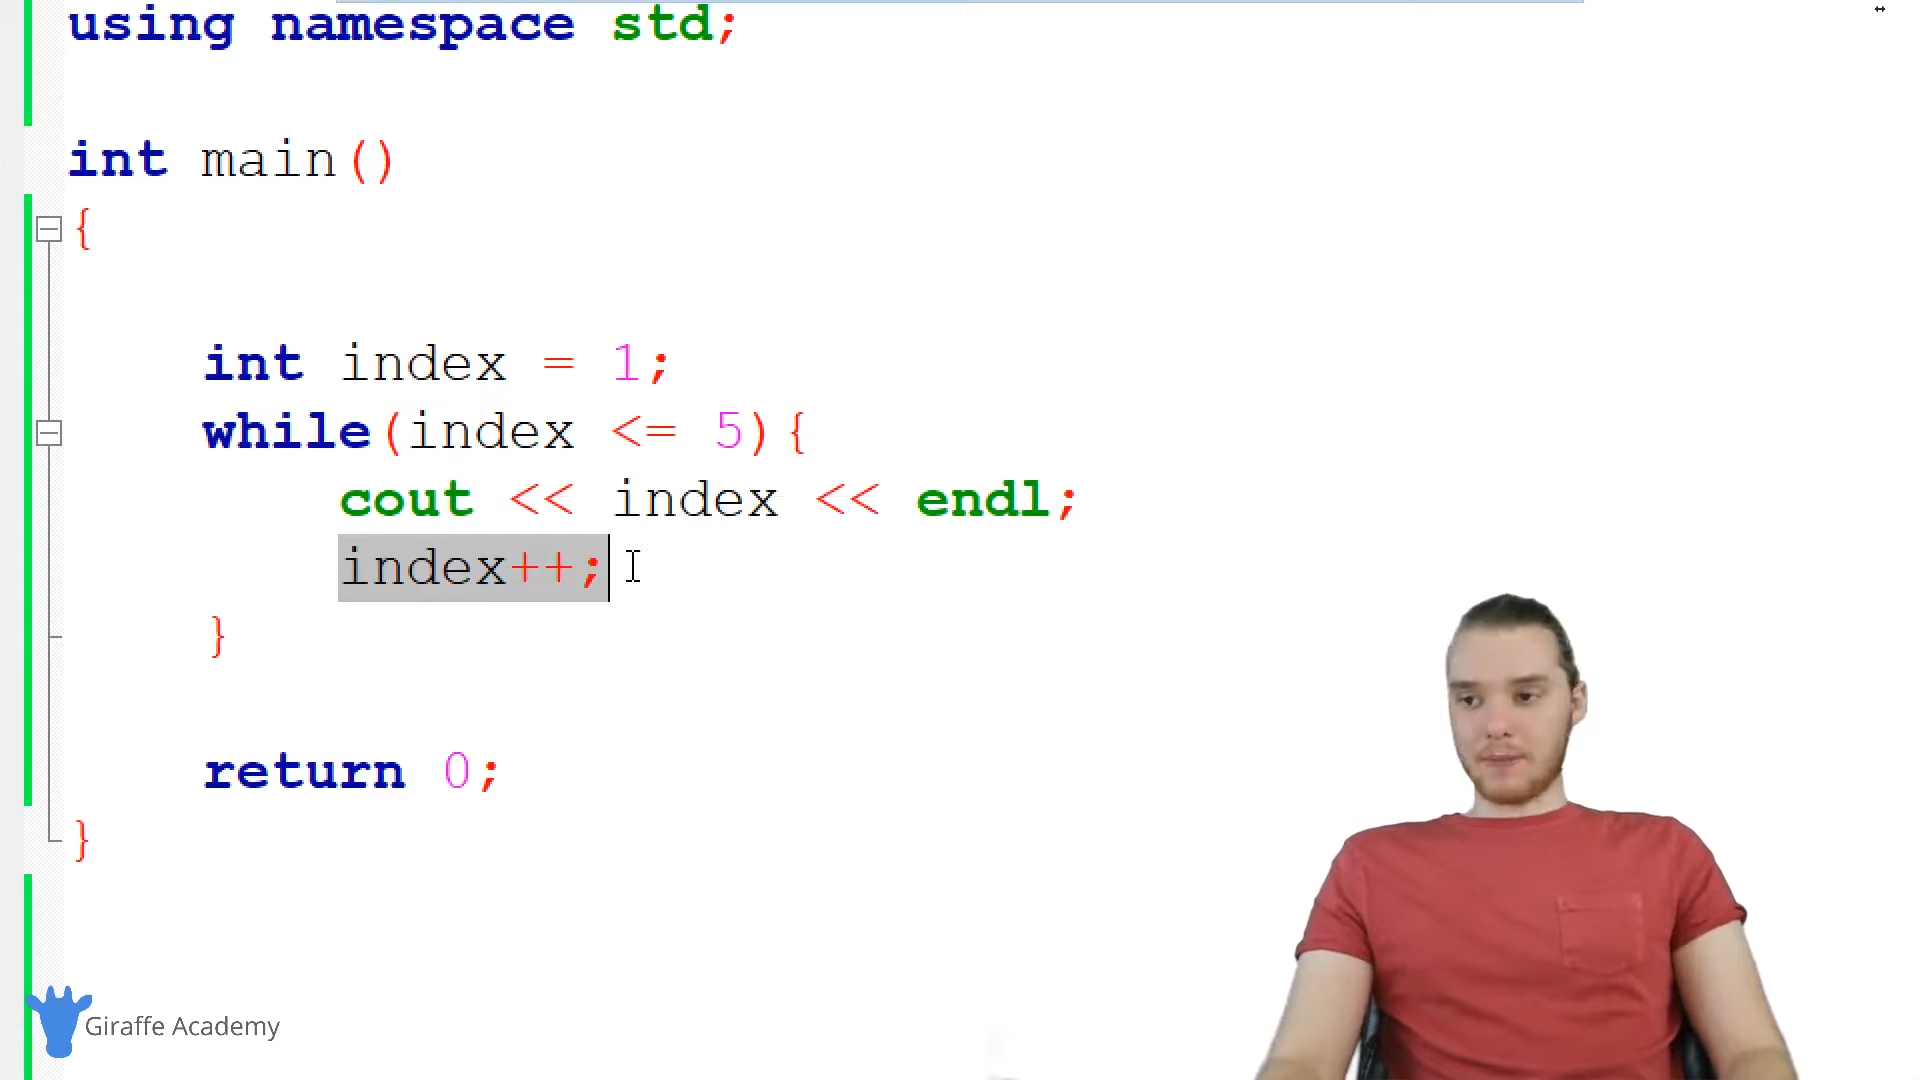 using namespace std;
int main()
{
int index = 1;
while(index <= 5){
cout << index << endl;
index++;
}
return 0;
}
Giraffe Academy